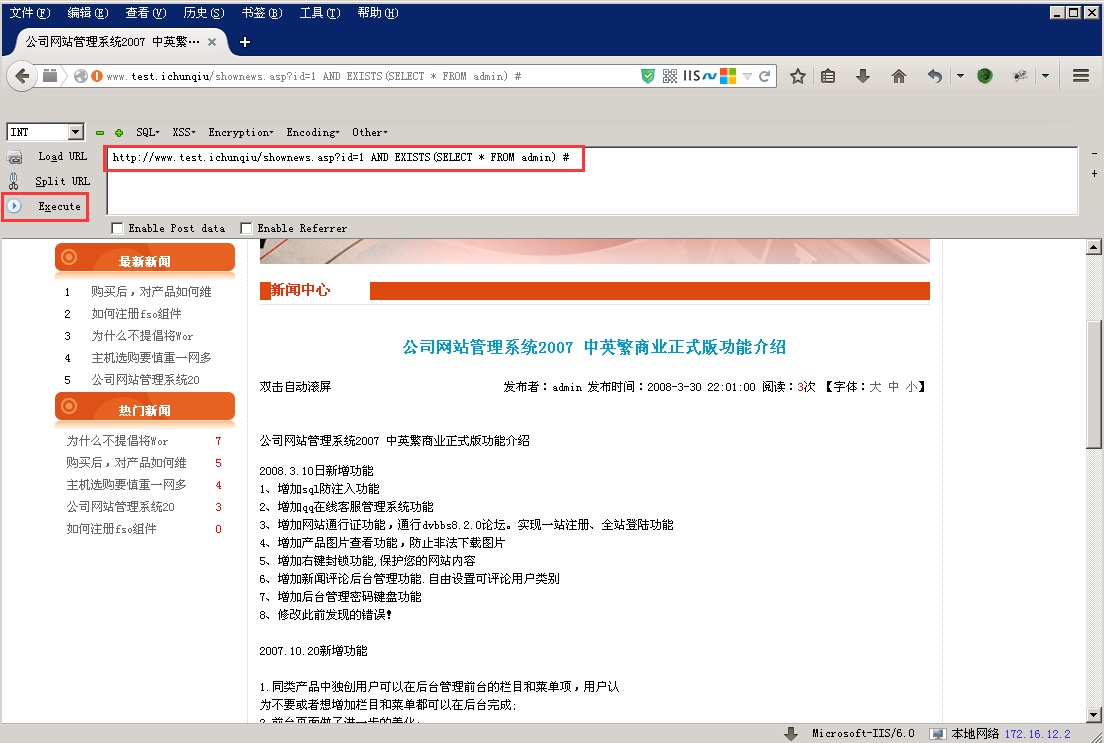 文件(F) 编辑(E) 查看(V) 历史(S) 书签(B) 工具(T) 帮助(H)
公司网站管理系统2007 中英繁…
www.test.ichunqiu/shownews.asp?id=1 AND EXISTS(SELECT * FROM admin) #
IIS
INT SQL XSS Encryption Encoding Other
Load URL
http://www.test.ichunqiu/shownews.asp?id=1 AND EXISTS(SELECT * FROM admin) #
Split URL
Execute
Enable Post data Enable Referrer
最新新闻
1 购买后，对产品如何维
2 如何注册fso组件
3 为什么不提倡将Wor
4 主机选购要慎重一网多
5 公司网站管理系统20
热门新闻
为什么不提倡将Wor 7
购买后，对产品如何维 5
主机选购要慎重一网多 4
公司网站管理系统20 3
如何注册fso组件 0
新闻中心
公司网站管理系统2007 中英繁商业正式版功能介绍
双击自动滚屏 发布者：admin 发布时间：2008-3-30 22:01:00 阅读：3次 【字体：大 中 小】
公司网站管理系统2007 中英繁商业正式版功能介绍
2008.3.10日新增功能
1、增加sql防注入功能
2、增加qq在线客服管理系统功能
3、增加网站通行证功能，通行dvbbs8.2.0论坛。实现一站注册、全站登陆功能
4、增加产品图片查看功能，防止非法下载图片
5、增加右键封锁功能,保护您的网站内容
6、增加新闻评论后台管理功能.自由设置可评论用户类别
7、增加后台管理密码键盘功能
8、修改此前发现的错误!
2007.10.20新增功能
1.同类产品中独创用户可以在后台管理前台的栏目和菜单项，用户认
为不要或者想增加栏目和菜单都可以在后台完成;
2.前台页面做了进一步的美化;
Microsoft-IIS/6.0 本地网络 172.16.12.2